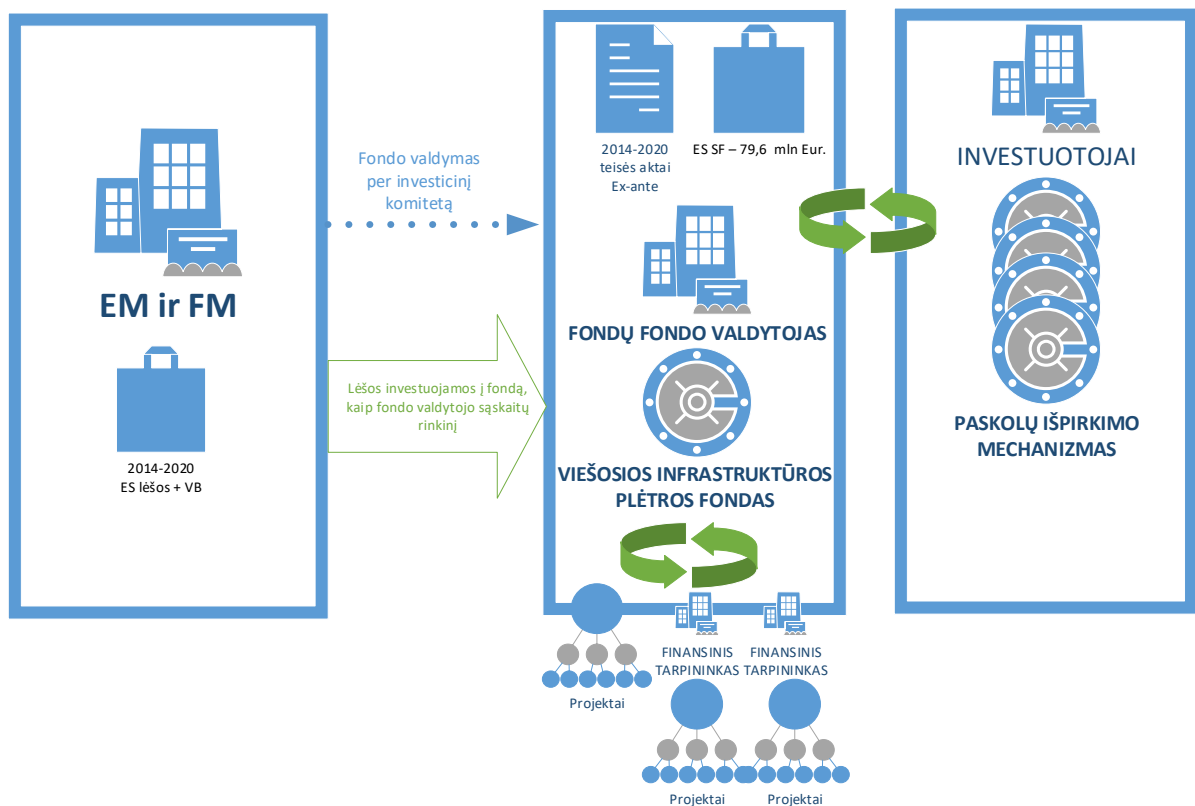 EM ir FM
2014-2020
ES lėšos + VB
Fondo valdymas
per investicinį
komitetą
Lėšos investuojamos į fondą,
kaip fondo valdytojo sąskaitų
rinkinį
2014-2020
teisės aktai
Ex-ante
ES SF – 79,6 mln Eur.
FONDŲ FONDO VALDYTOJAS
VIEŠOSIOS INFRASTRUKTŪROS
PLĖTROS FONDAS
INVESTUOTOJAI
PASKOLŲ IŠPIRKIMO
MECHANIZMAS
Projektai
FINANSINIS
TARPININKAS
FINANSINIS
TARPININKAS
Projektai
Projektai